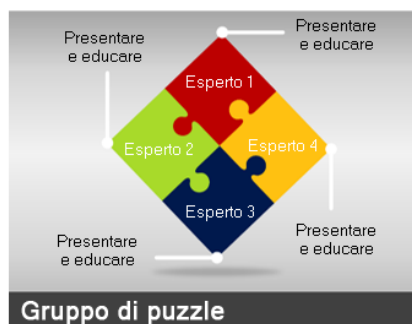 Presentare
e educare
Presentare
e educare
Esperto 1
Esperto 2
Esperto 4
Esperto 3
Presentare
e educare
Presentare
e educare
Gruppo di puzzle